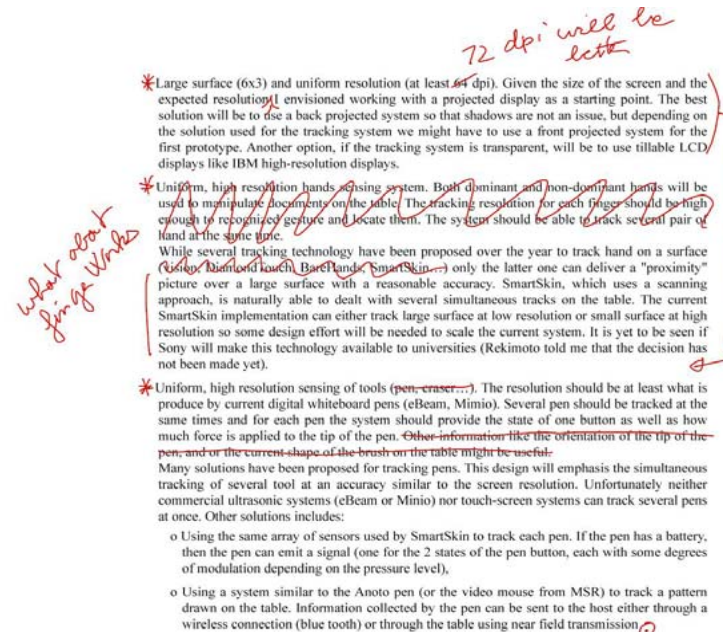 72 dpi will be
bette
Large surface (6x3) and uniform resolution (at least 64 dpi). Given the size of the screen and the
expected resolution I envisioned working with a projected display as a starting point. The best
solution will be to use a back projected system so that shadows are not an issue, but depending on
the solution used for the tracking system we might have to use a front projected system for the
first prototype. Another option, if the tracking system is transparent, will be to use tillable LCD
displays like IBM high-resolution displays.
Uniform, high resolution hands sensing system. Both dominant and non-dominant hands will be
used to manipulate documents on the table. The tracking resolution for each finger should be high
enough to recognized gesture and locate them. The system should be able to track several pair of
hand at the same time.
what about
finge works
While several tracking technology have been proposed over the year to track hand on a surface
(vision, DiamondTouch, BareHands, SmartSkin...) only the latter one can deliver a "proximity"
picture over a large surface with a reasonable accuracy. SmartSkin, which uses a scanning
approach, is naturally able to dealt with several simultaneous tracks on the table. The current
SmartSkin implementation can either track large surface at low resolution or small surface at high
resolution so some design effort will be needed to scale the current system. It is yet to be seen if
Sony will make this technology available to universities (Rekimoto told me that the decision has
not been made yet).
Uniform, high resolution sensing of tools (pen, eraser...). The resolution should be at least what is
produce by current digital whiteboard pens (eBeam, Mimio). Several pen should be tracked at the
same times and for each pen the system should provide the state of one button as well as how
much force is applied to the tip of the pen. Other information like the orientation of the tip of the
pen, and or the current shape of the brush on the table might be useful.
Many solutions have been proposed for tracking pens. This design will emphasis the simultaneous
tracking of several tool at an accuracy similar to the screen resolution. Unfortunately neither
commercial ultrasonic systems (eBeam or Minio) nor touch-screen systems can track several pens
at once. Other solutions includes:
o Using the same array of sensors used by SmartSkin to track each pen. If the pen has a battery,
then the pen can emit a signal (one for the 2 states of the pen button, each with some degrees
of modulation depending on the pressure level),
o Using a system similar to the Anoto pen (or the video mouse from MSR) to track a pattern
drawn on the table. Information collected by the pen can be sent to the host either through a
wireless connection (blue tooth) or through the table using near field transmission.